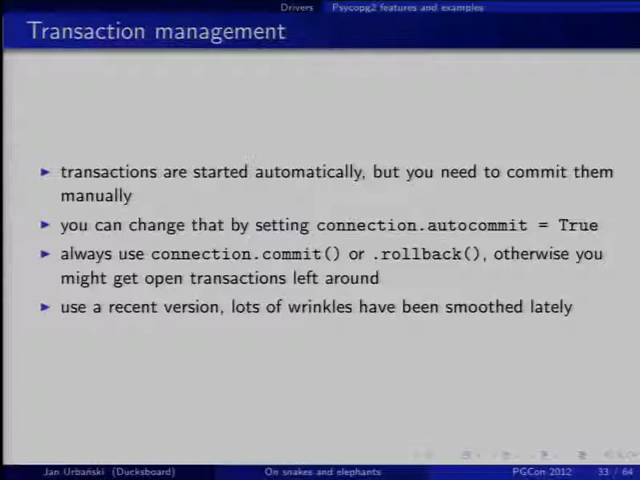 Drivers Psycopg2 features and examples
Transaction management
transactions are started automatically, but you need to commit them
manually
you can change that by setting connection.autocommit = True
always use connection.commit() or .rollback(), otherwise you
might get open transactions left around
use a recent version, lots of wrinkles have been smoothed lately
Jan Urbański (Ducksboard) On snakes and elephants PGCon 2012 33 / 64